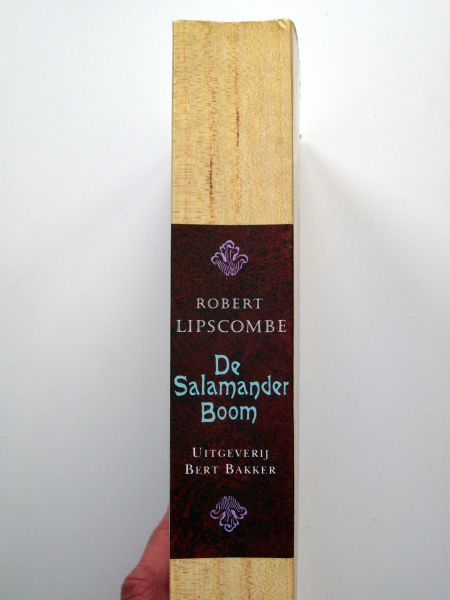 ROBERT
LIPSCOMBE
De
Salamander
Boom
UITGEVERIJ
BERT BAKKER